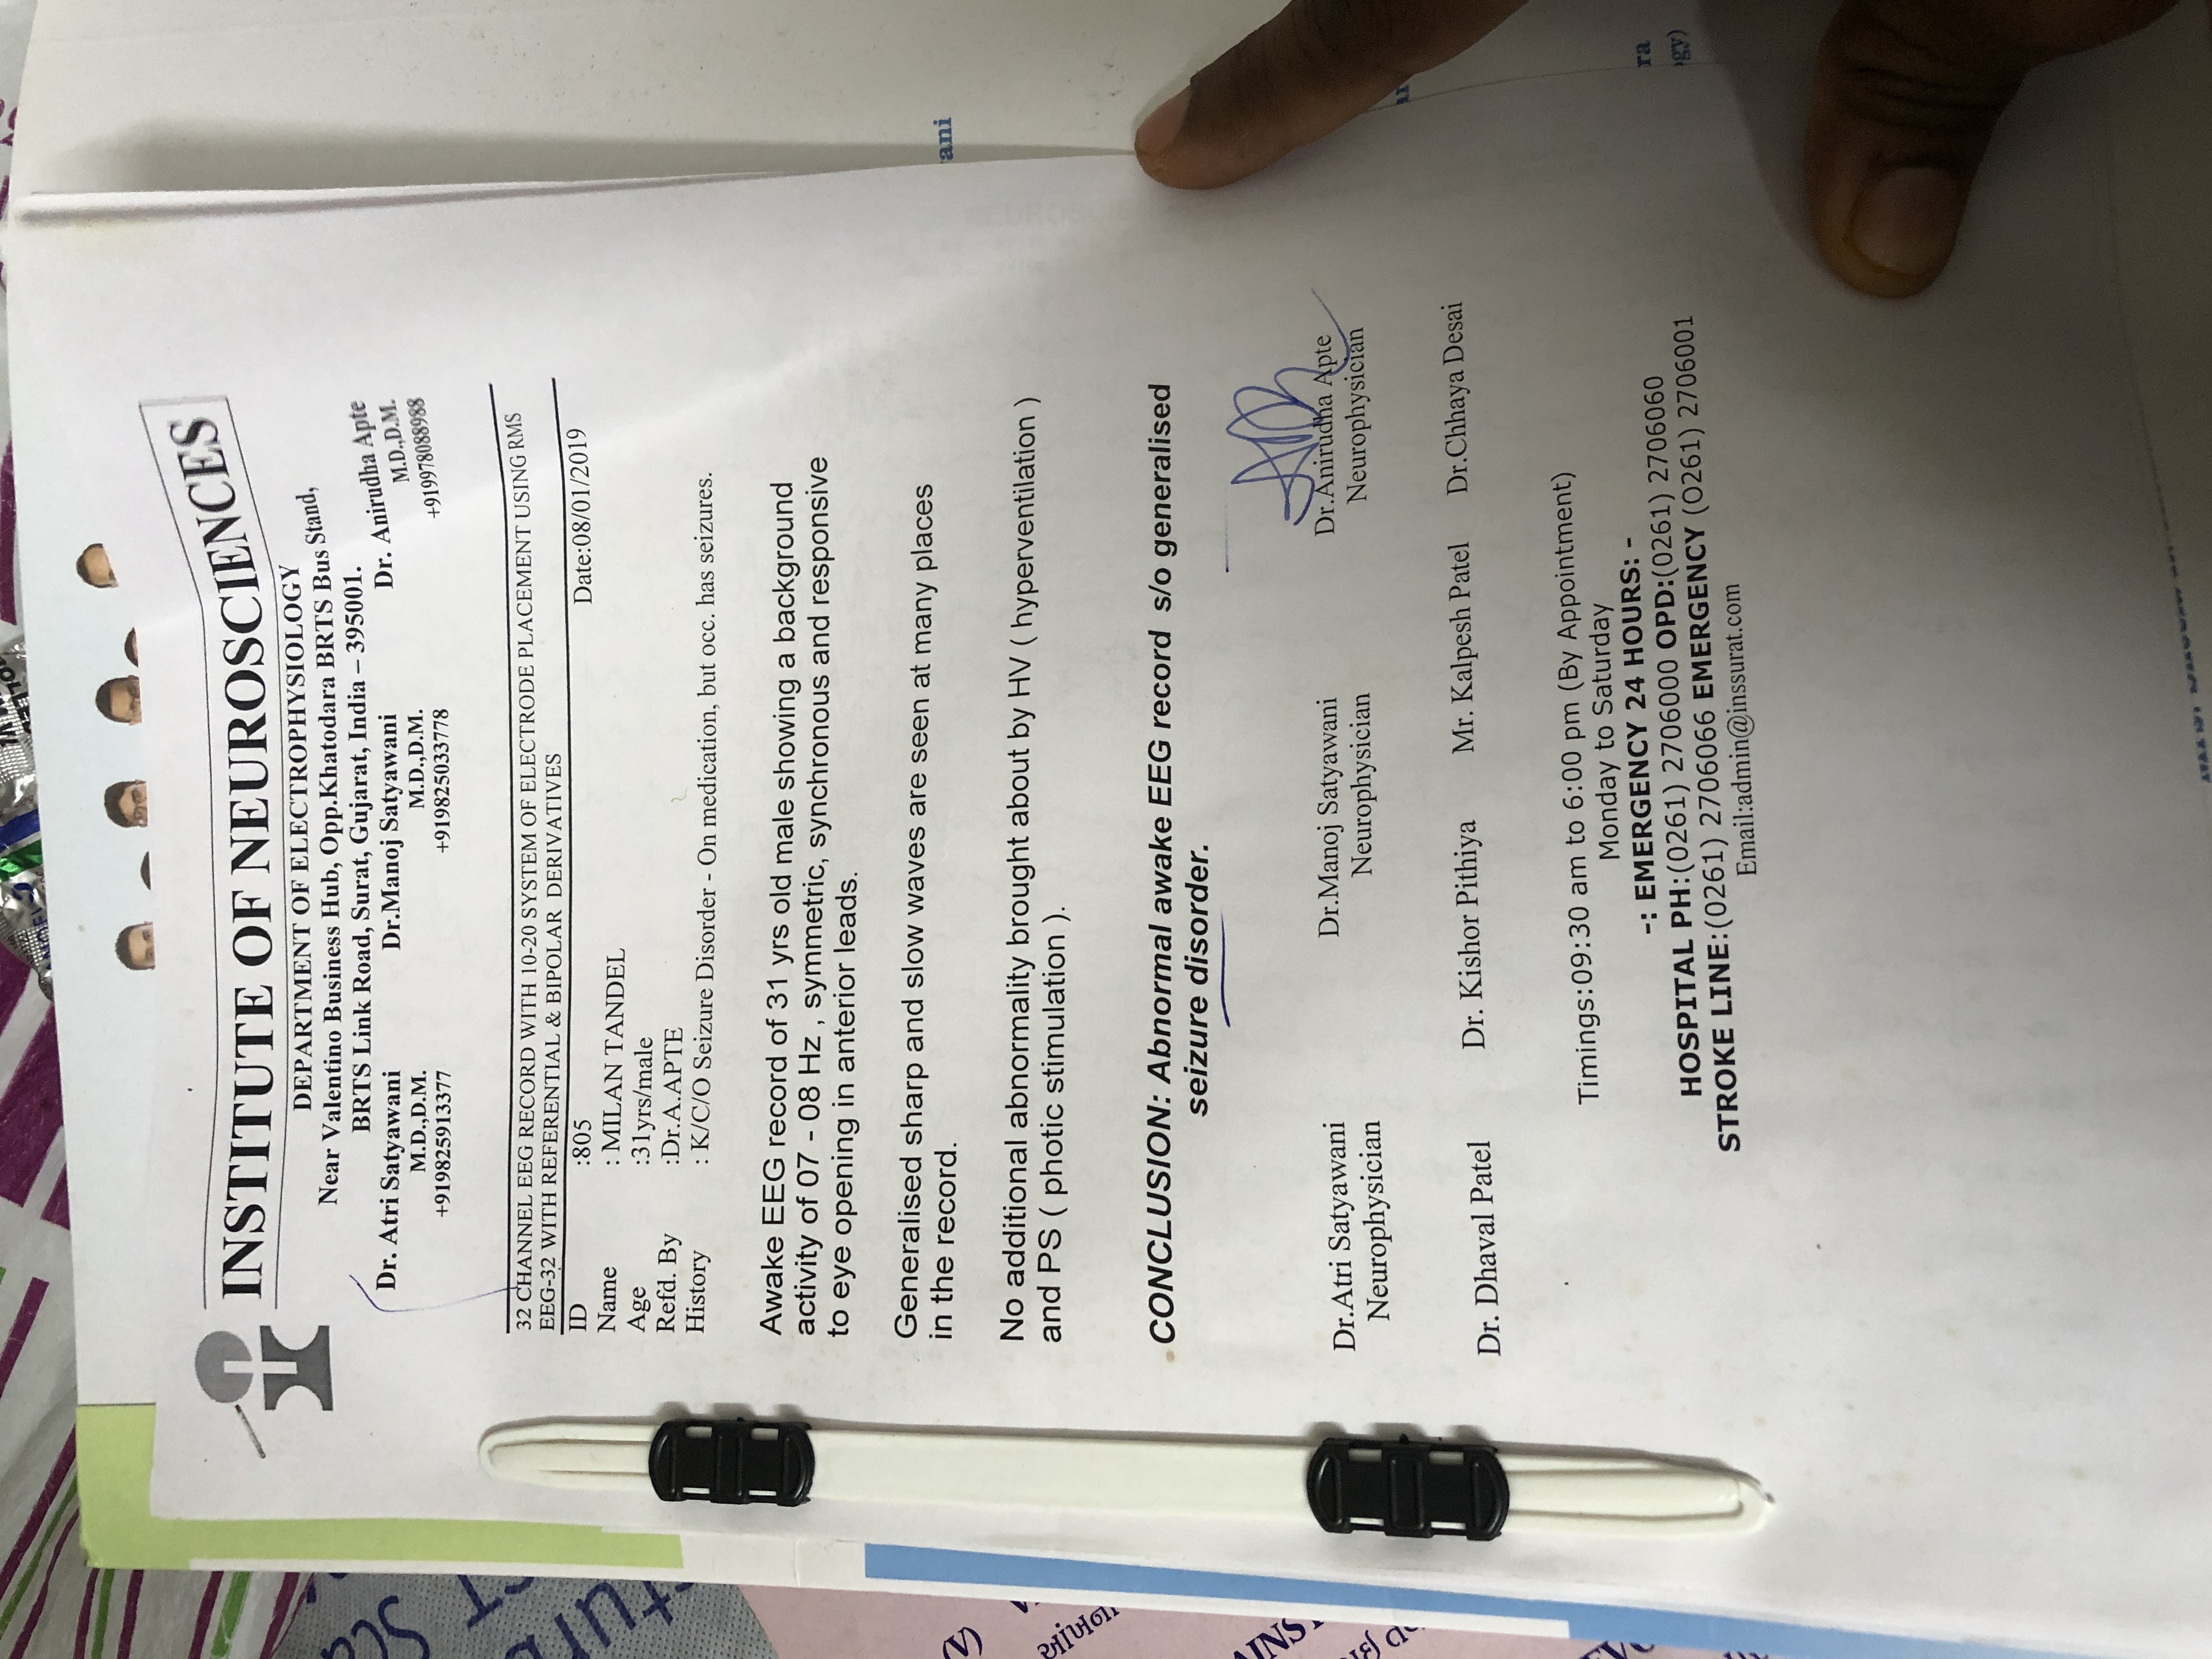 INSTITUTE OF NEUROSCIENCES
DEPARTMENT OF ELECTROPHYSIOLOGY
Near Valentino Business Hub, Opp.Khatodara BRTS Bus Stand,
BRTS Link Road, Surat, Gujarat, India – 395001.
Dr. Atri Satyawani Dr.Manoj Satyawani Dr. Anirudha Apte
M.D.,D.M. M.D.,D.M. M.D.,D.M.
+919825913377 +919825033778 +919978088988
32 CHANNEL EEG RECORD WITH 10-20 SYSTEM OF ELECTRODE PLACEMENT USING RMS
EEG-32 WITH REFERENTIAL & BIPOLAR DERIVATIVES
ID :805 Date:08/01/2019
Name : MILAN TANDEL
Age :31yrs/male
Refd. By :Dr.A.APTE
History : K/C/O Seizure Disorder - On medication, but occ. has seizures.
Awake EEG record of 31 yrs old male showing a background
activity of 07 - 08 Hz , symmetric, synchronous and responsive
to eye opening in anterior leads.
Generalised sharp and slow waves are seen at many places
in the record.
No additional abnormality brought about by HV ( hyperventilation )
and PS ( photic stimulation ).
CONCLUSION: Abnormal awake EEG record s/o generalised
seizure disorder.
Dr.Atri Satyawani Dr.Manoj Satyawani Dr.Anirudha Apte
Neurophysician Neurophysician Neurophysician
Dr. Dhaval Patel Dr. Kishor Pithiya Mr. Kalpesh Patel Dr.Chhaya Desai
Timings:09:30 am to 6:00 pm (By Appointment)
Monday to Saturday
-: EMERGENCY 24 HOURS: -
HOSPITAL PH:(0261) 2706000 OPD:(0261) 2706060
STROKE LINE:(0261) 2706066 EMERGENCY (O261) 2706001
Email:admin@inssurat.com
ani
ra
gy)